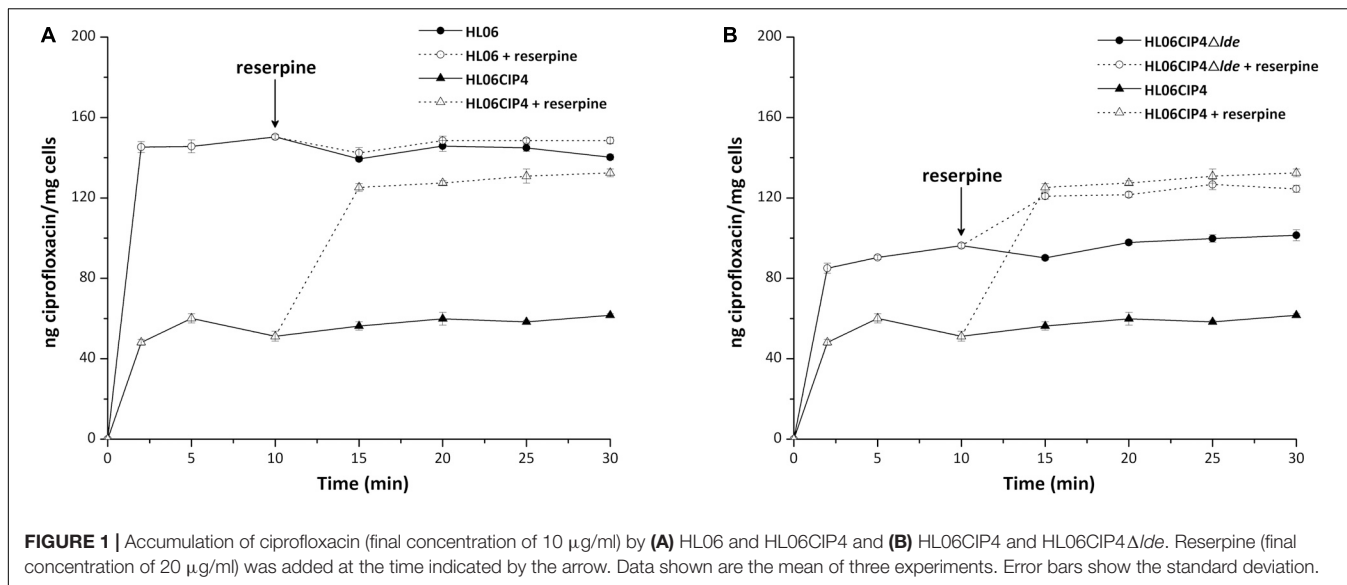 A
200
160
120
80
40
0
ng ciprofloxacin/mg cells
reserpine
HL06
HL06 + reserpine
HL06CIP4
HL06CIP4 + reserpine
0 5 10 15 20 25 30
Time (min)
B
200
160
120
80
40
0
ng ciprofloxacin/mg cells
reserpine
HL06CIP4△lde
HL06CIP4△lde + reserpine
HL06CIP4
HL06CIP4 + reserpine
0 5 10 15 20 25 30
Time (min)
FIGURE 1 | Accumulation of ciprofloxacin (final concentration of 10 μg/ml) by (A) HL06 and HL06CIP4 and (B) HL06CIP4 and HL06CIP4Δlde. Reserpine (final
concentration of 20 μg/ml) was added at the time indicated by the arrow. Data shown are the mean of three experiments. Error bars show the standard deviation.